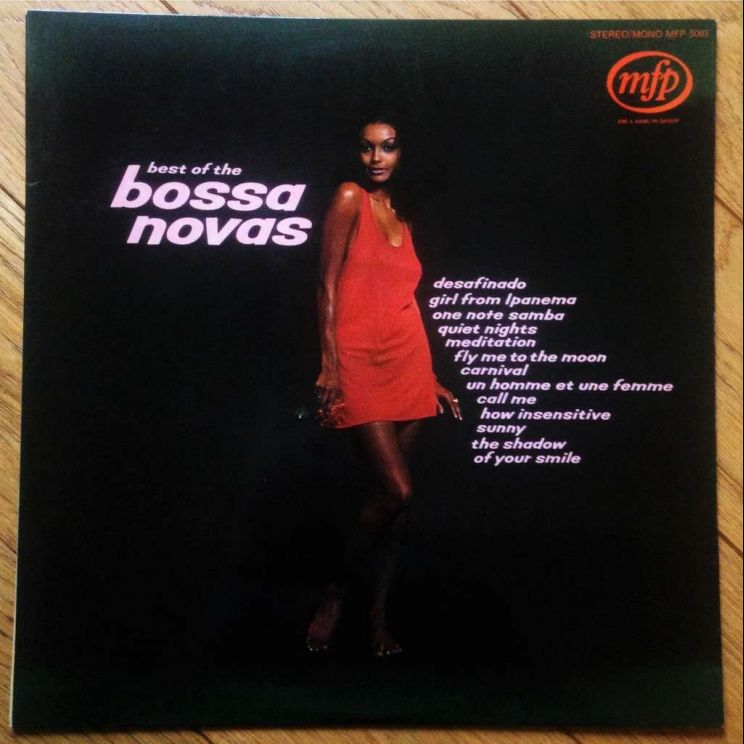 STEREO/MONO MFP 5093
mfp
best of the
bossa
novas
desafinado
girl from Ipanema
one note samba
quiet nights
meditation
fly me to the moon
carnival
un homme et une femme
call me
how insensitive
sunny
the shadow
of your smile